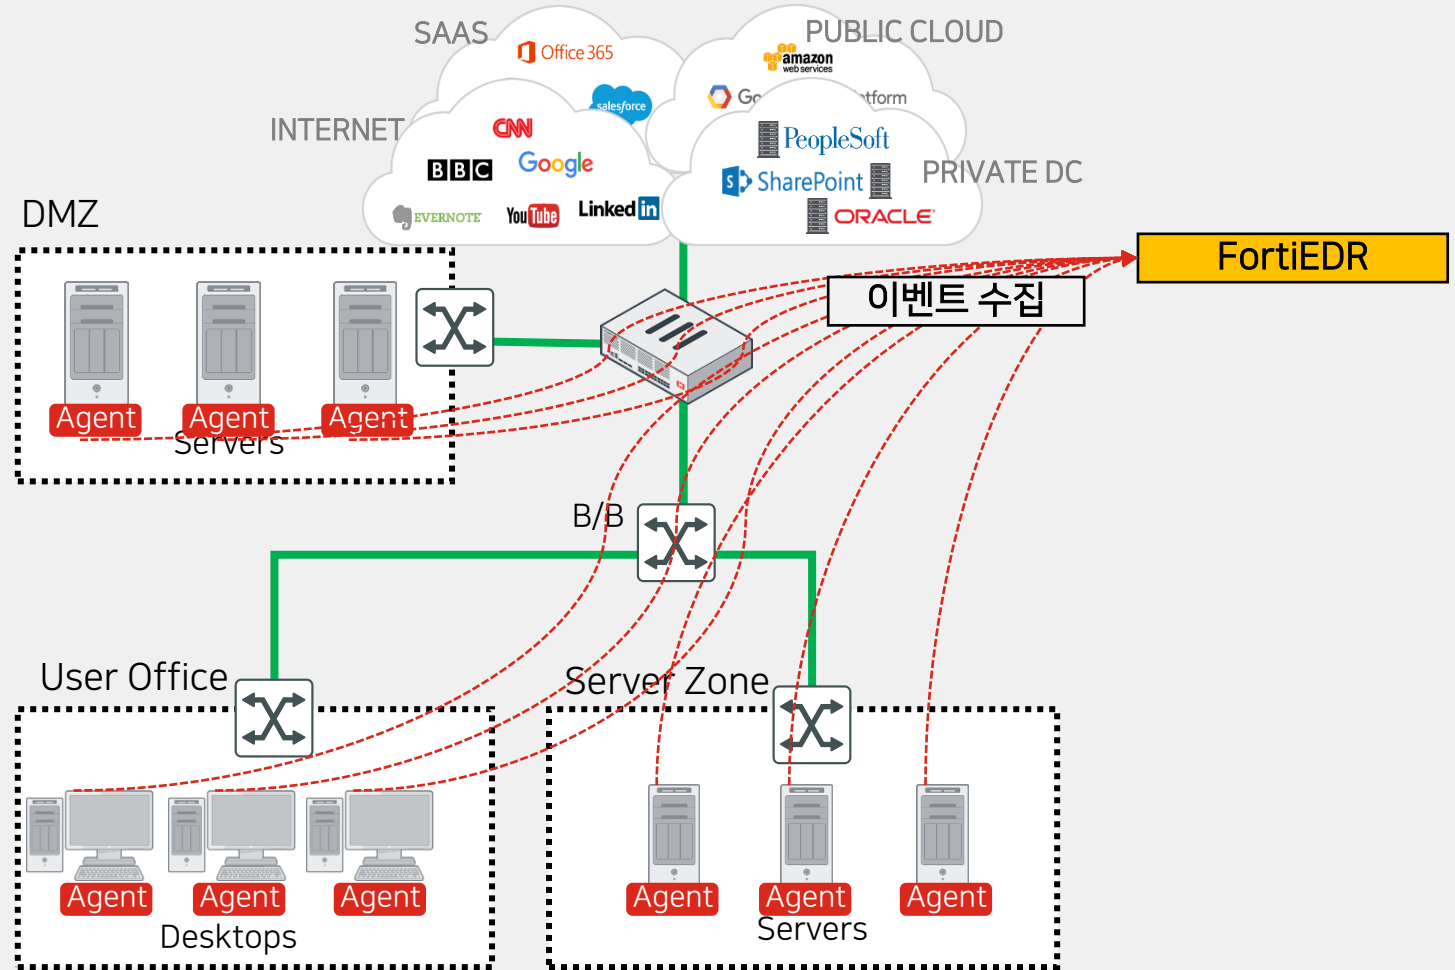 SAAS
Office 365
salesforce
PUBLIC CLOUD
amazon
web services
INTERNET
CNN
BBC
Google
EVERNOTE
YouTube
Linked in
PeopleSoft
SharePoint
ORACLE
PRIVATE DC
DMZ
FortiEDR
이벤트 수집
Agent
Agent
Agent
Servers
B/B
User Office
Server Zone
Agent
Agent
Agent
Desktops
Agent
Agent
Agent
Servers